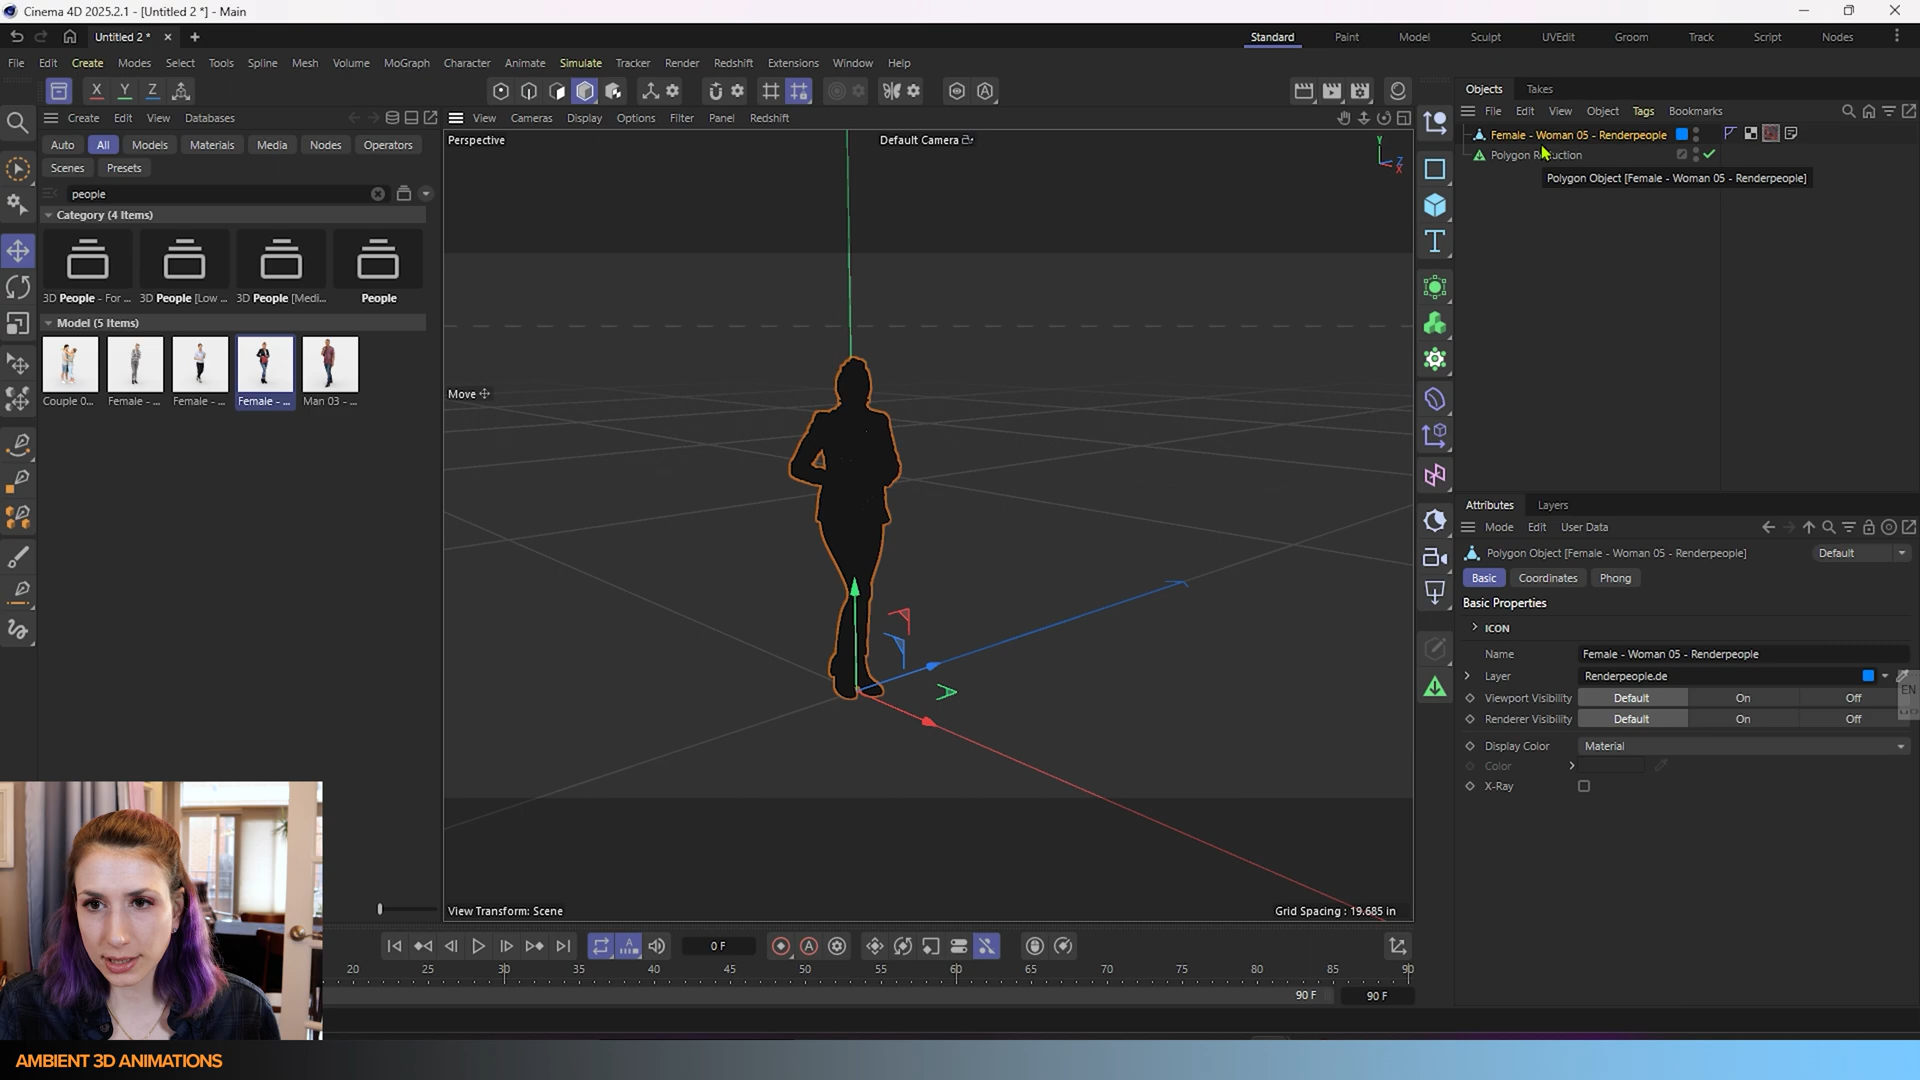 Cinema 4D 2025.2.1 - [Untitled 2 *] - Main
Untitled 2 *
Standard
Paint
Model
Sculpt
UVEdit
Groom
Track
Script
Nodes
File
Edit
Create
Modes
Select
Tools
Spline
Mesh
Volume
MoGraph
Character
Animate
Simulate
Tracker
Render
Redshift
Extensions
Window
Help
X
Y
Z
Create
Edit
View
Databases
Auto
All
Models
Materials
Media
Nodes
Operators
Scenes
Presets
people
Category (4 Items)
3D People - For ...
3D People [Low ...
3D People [Medi...
People
Model (5 Items)
Couple 0...
Female - ...
Female - ...
Female - ...
Man 03 - ...
View
Cameras
Display
Options
Filter
Panel
Redshift
Perspective
Default Camera
Y
Z
X
Move
View Transform: Scene
Grid Spacing : 19.685 in
Objects
Takes
File
Edit
View
Object
Tags
Bookmarks
Female - Woman 05 - Renderpeople
Polygon Object [Female - Woman 05 - Renderpeople]
Attributes
Layers
Mode
Edit
User Data
Polygon Object [Female - Woman 05 - Renderpeople]
Default
Basic
Coordinates
Phong
Basic Properties
ICON
Name
Female - Woman 05 - Renderpeople
Layer
Renderpeople.de
EN
Viewport Visibility
Default
On
Off
Renderer Visibility
Default
On
Off
Display Color
Material
Color
X-Ray
0 F
20
25
30
35
40
45
50
55
60
65
70
75
80
85
90
90 F
90 F
AMBIENT 3D ANIMATIONS